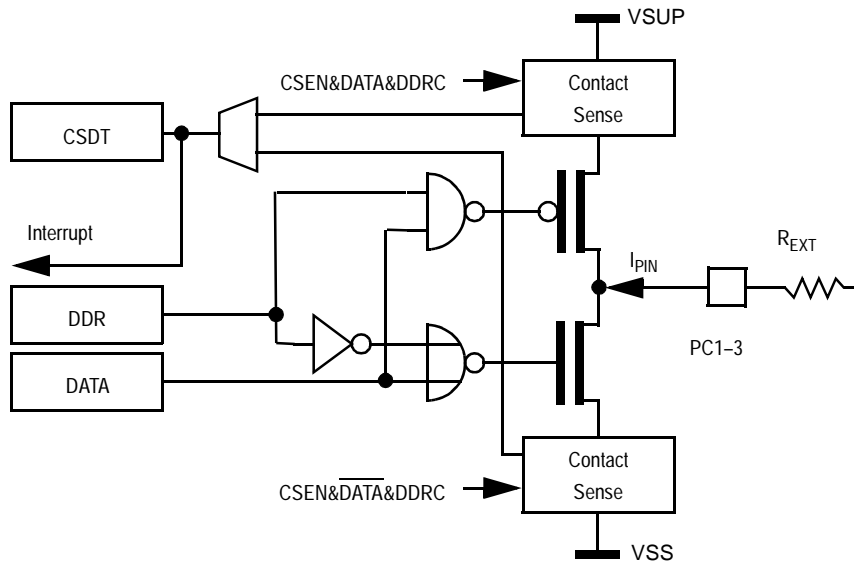 VSUP
CSEN&DATA&DDRC
Contact
Sense
CSDT
Interrupt
I_PIN
R_EXT
DDR
PC1–3
DATA
Contact
Sense
CSEN&D̅A̅T̅A̅&DDRC
VSS